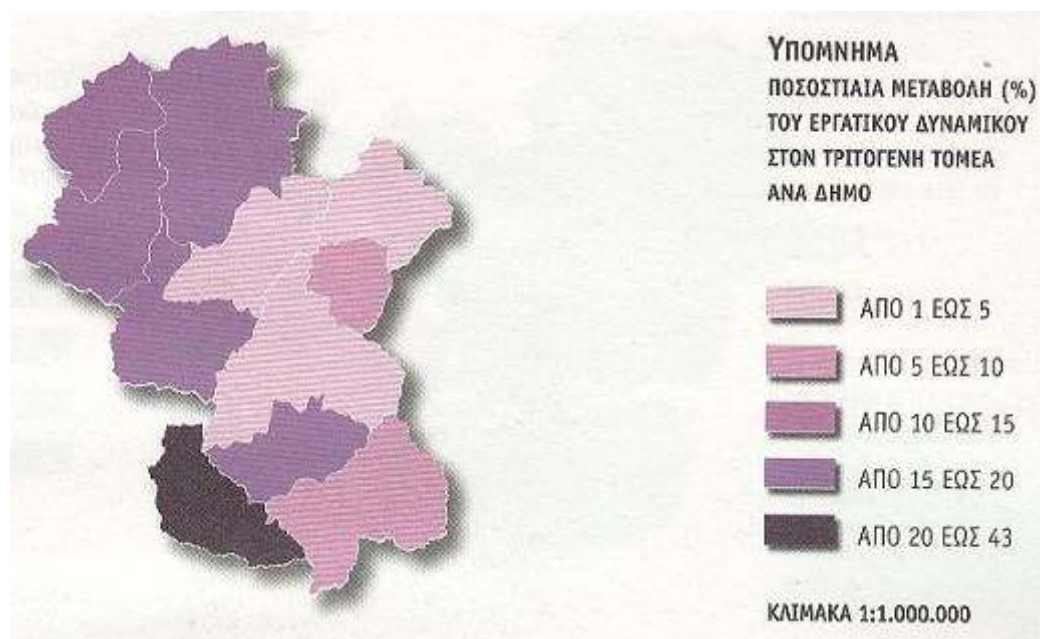 ΥΠΟΜΝΗΜΑ
ΠΟΣΟΣΤΙΑΙΑ ΜΕΤΑΒΟΛΗ (%)
ΤΟΥ ΕΡΓΑΤΙΚΟΥ ΔΥΝΑΜΙΚΟΥ
ΣΤΟΝ ΤΡΙΤΟΓΕΝΗ ΤΟΜΕΑ
ΑΝΑ ΔΗΜΟ
ΑΠΟ 1 ΕΩΣ 5
ΑΠΟ 5 ΕΩΣ 10
ΑΠΟ 10 ΕΩΣ 15
ΑΠΟ 15 ΕΩΣ 20
ΑΠΟ 20 ΕΩΣ 43
ΚΛΙΜΑΚΑ 1:1.000.000